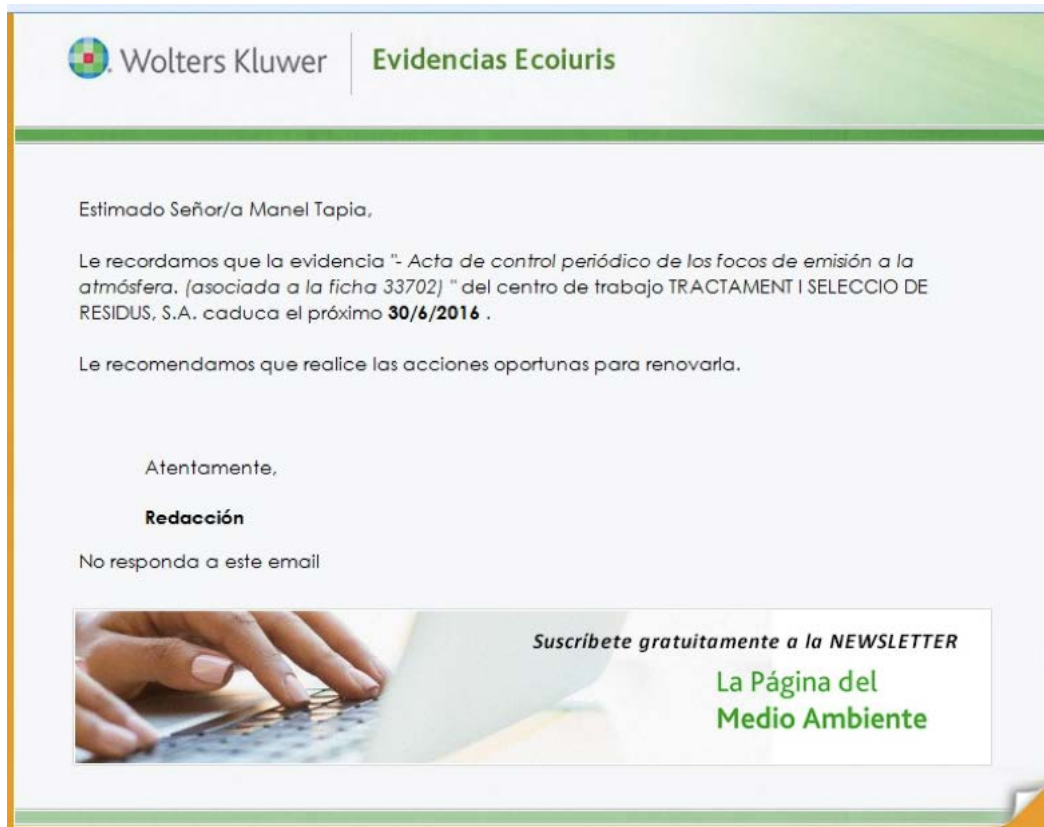 Wolters Kluwer
Evidencias Ecoiuris
Estimado Señor/a Manel Tapia,
Le recordamos que la evidencia "- Acta de control periódico de los focos de emisión a la
atmósfera. (asociada a la ficha 33702) " del centro de trabajo TRACTAMENT I SELECCIO DE
RESIDUS, S.A. caduca el próximo 30/6/2016 .
Le recomendamos que realice las acciones oportunas para renovarla.
Atentamente,
Redacción
No responda a este email
Suscríbete gratuitamente a la NEWSLETTER
La Página del
Medio Ambiente